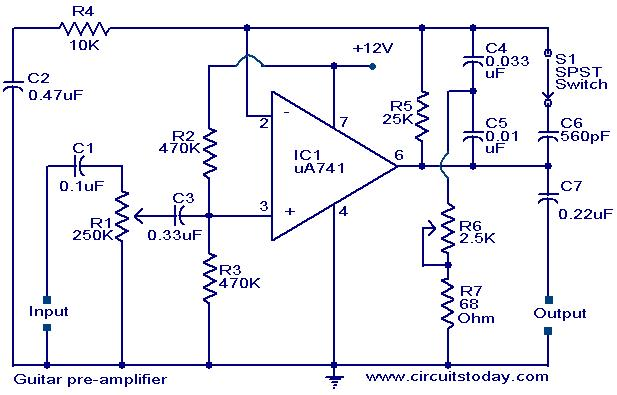 R4
10K
+12V
C2
0.47uF
C4
0.033
uF
S1
SPST
Switch
R5
25K
C5
0.01
uF
C6
560pF
2
-
7
R2
470K
IC1
uA741
6
C1
0.1uF
C3
0.33uF
R1
250K
3
+
4
C7
0.22uF
R6
2.5K
R3
470K
R7
68
Ohm
Input
Output
Guitar pre-amplifier
www.circuitstoday.com